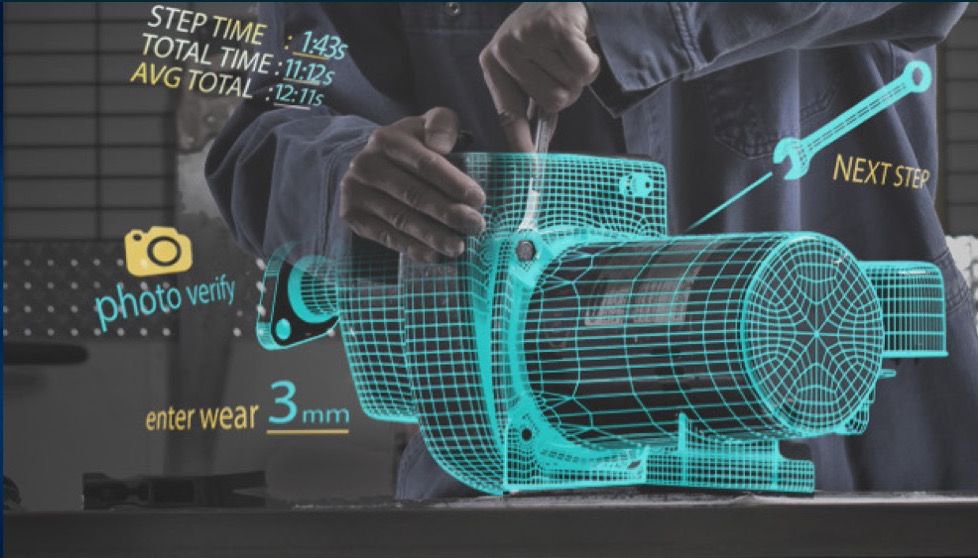 STEP TIME : 1:43s
TOTAL TIME : 11:12s
AVG TOTAL : 12:11s
NEXT STEP
photo verify
enter wear 3mm